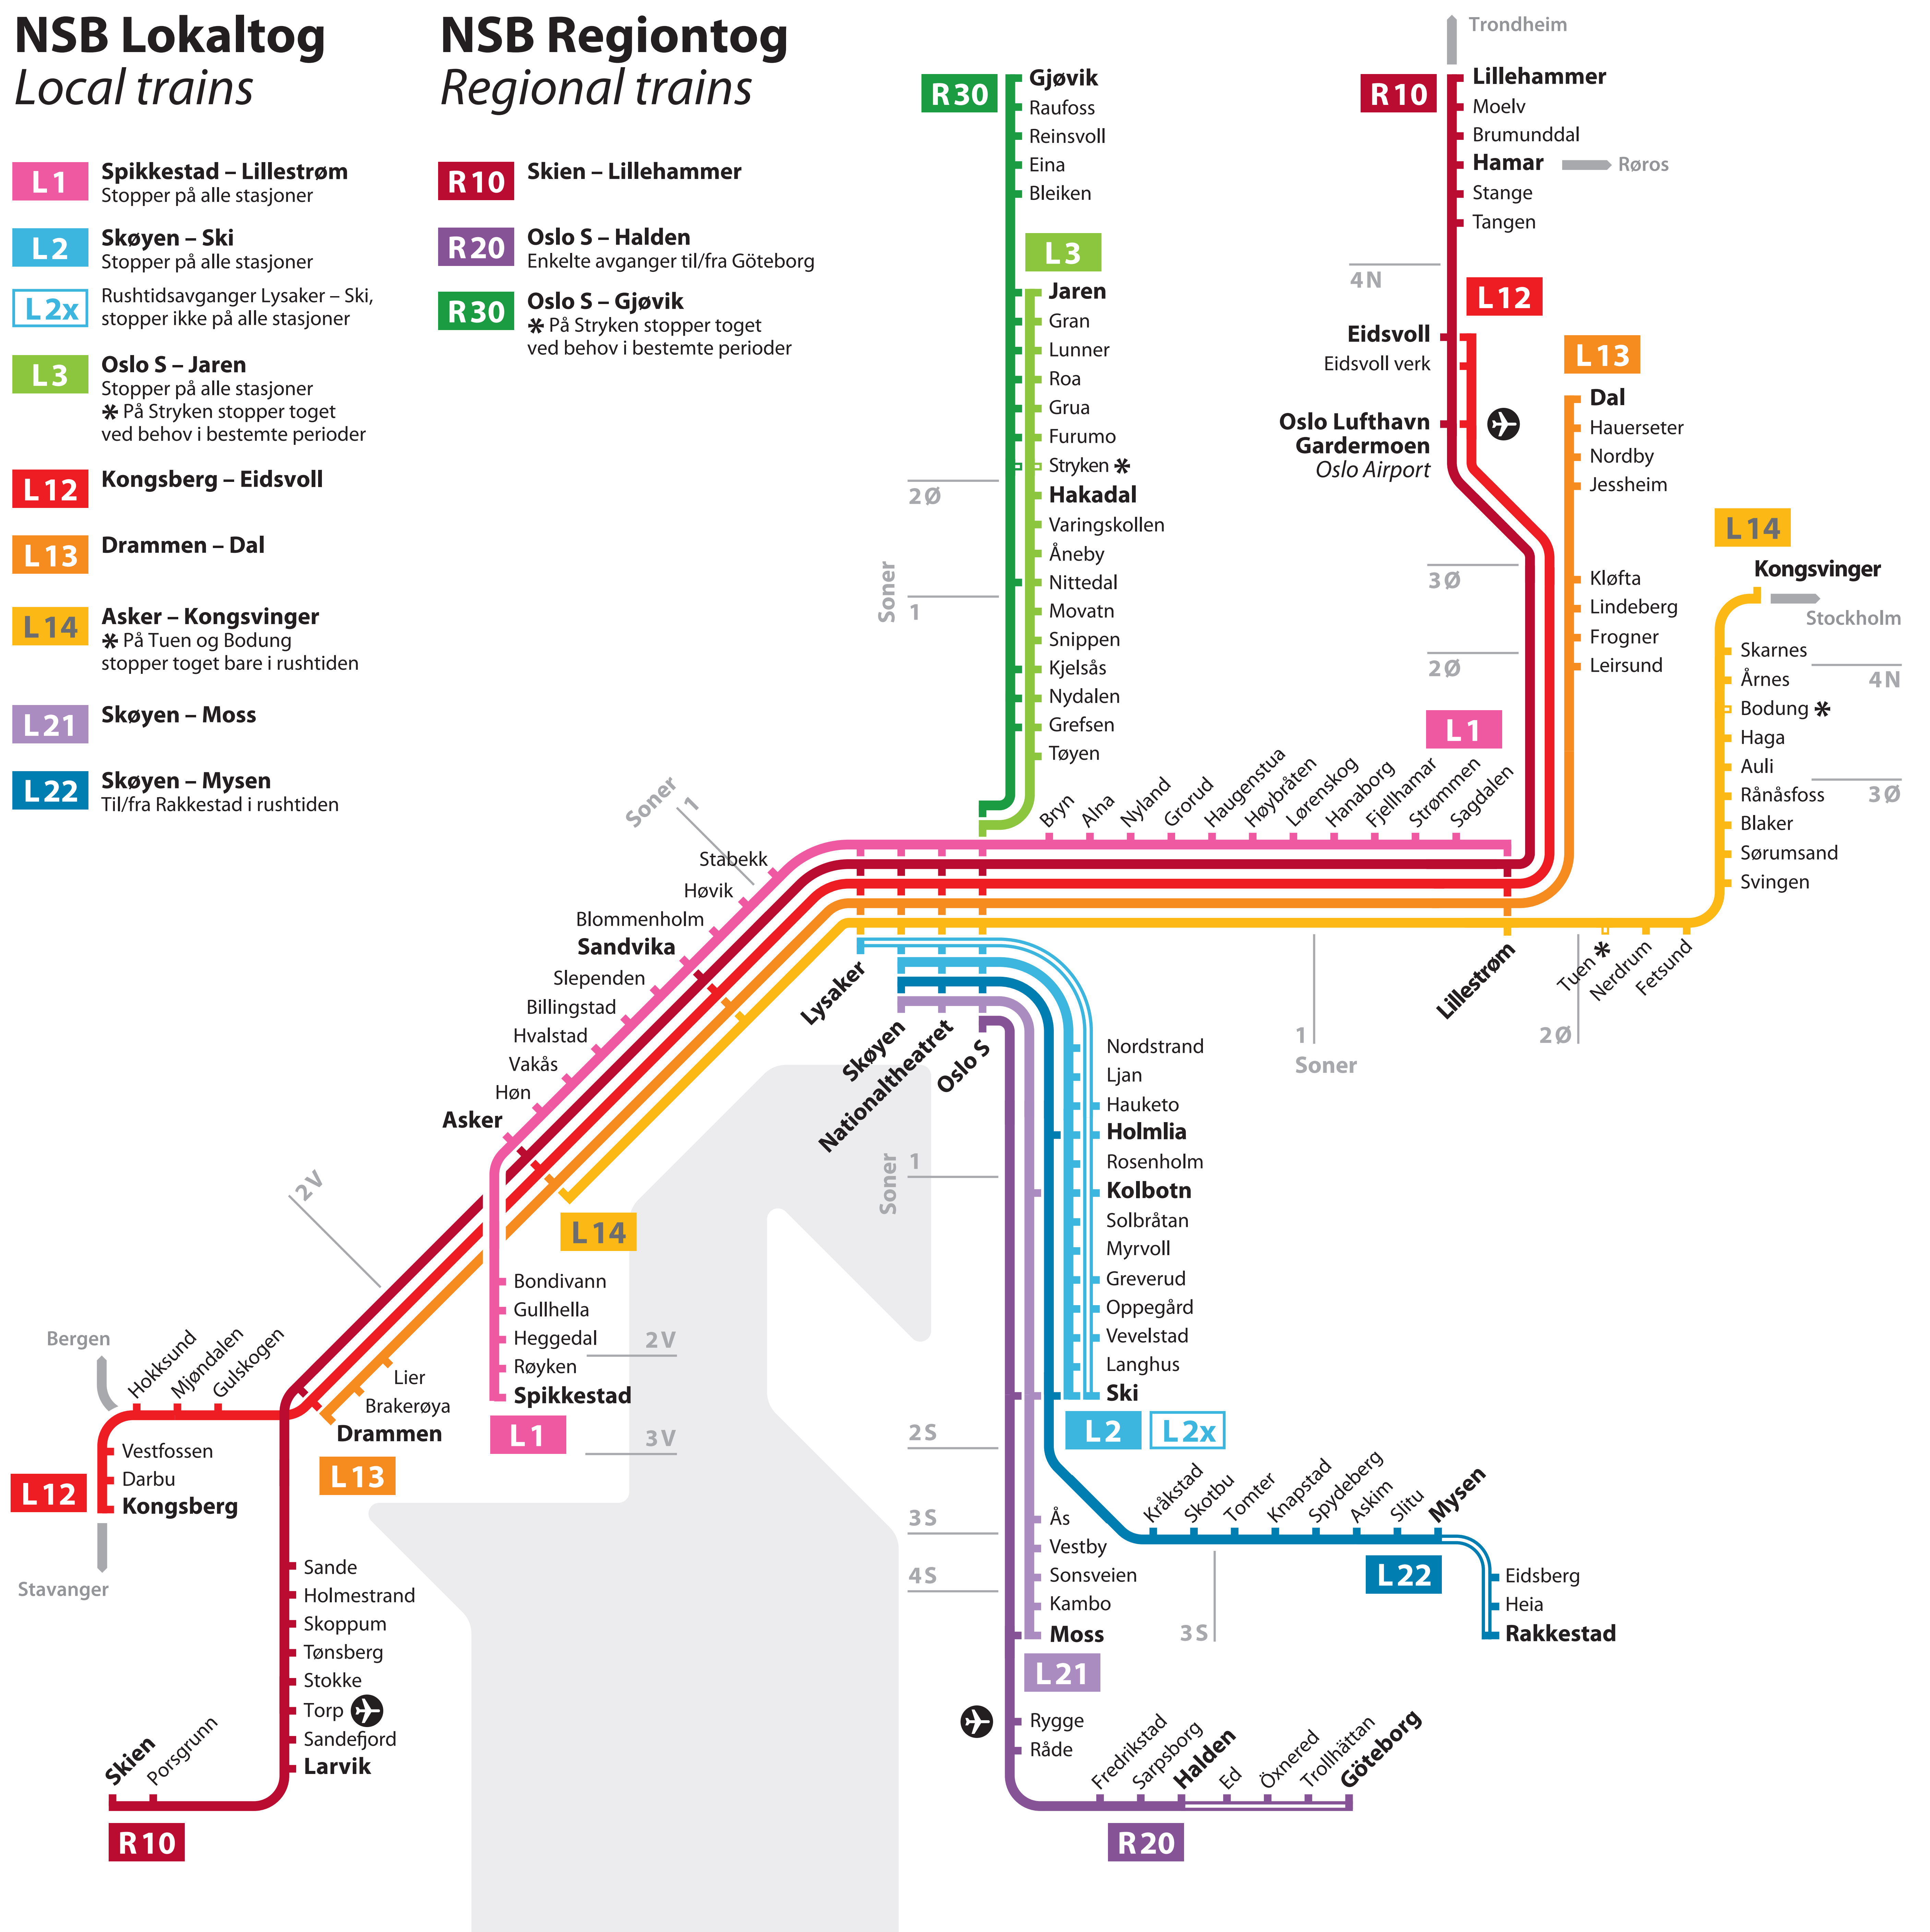 NSB Lokaltog
Local trains
L1
Spikkestad – Lillestrøm
Stopper på alle stasjoner
L2
Skøyen – Ski
Stopper på alle stasjoner
L2x
Rushtidsavganger Lysaker – Ski,
stopper ikke på alle stasjoner
L3
Oslo S – Jaren
Stopper på alle stasjoner
* På Stryken stopper toget
ved behov i bestemte perioder
L12
Kongsberg – Eidsvoll
L13
Drammen – Dal
L14
Asker – Kongsvinger
* På Tuen og Bodung
stopper toget bare i rushtiden
L21
Skøyen – Moss
L22
Skøyen – Mysen
Til/fra Rakkestad i rushtiden
NSB Regiontog
Regional trains
R10
Skien – Lillehammer
R20
Oslo S – Halden
Enkelte avganger til/fra Göteborg
R30
Oslo S – Gjøvik
* På Stryken stopper toget
ved behov i bestemte perioder
R30
Gjøvik
Raufoss
Reinsvoll
Eina
Bleiken
L3
Jaren
Gran
Lunner
Roa
Grua
Furumo
Stryken *
2Ø
Hakadal
Varingskollen
Åneby
Nittedal
Soner
1
Movatn
Snippen
Kjelsås
Nydalen
Grefsen
Tøyen
Trondheim
R10
Lillehammer
Moelv
Brumunddal
Hamar
Røros
Stange
Tangen
4N
L12
Eidsvoll
Eidsvoll verk
Oslo Lufthavn
Gardermoen
Oslo Airport
L13
Dal
Hauerseter
Nordby
Jessheim
3Ø
Kløfta
Lindeberg
Frogner
2Ø
Leirsund
L14
Kongsvinger
Stockholm
Skarnes
4N
Årnes
Bodung *
Haga
Auli
3Ø
Rånåsfoss
Blaker
Sørumsand
Svingen
L1
Bryn
Alna
Nyland
Grorud
Haugenstua
Høybråten
Lørenskog
Hanaborg
Fjellhamar
Strømmen
Sagdalen
Lillestrøm
Tuen *
Nerdrum
Fetsund
1
Soner
2Ø
Soner
1
Stabekk
Høvik
Blommenholm
Sandvika
Slependen
Billingstad
Hvalstad
Vakås
Høn
Asker
Lysaker
Skøyen
Nationaltheatret
Oslo S
2V
L14
Bondivann
Gullhella
Heggedal
2V
Røyken
Spikkestad
L1
3V
Lier
Brakerøya
Drammen
L13
Bergen
Hokksund
Mjøndalen
Gulskogen
Vestfossen
Darbu
Kongsberg
L12
Stavanger
Sande
Holmestrand
Skoppum
Tønsberg
Stokke
Torp
Sandefjord
Larvik
Skien
Porsgrunn
R10
Nordstrand
Ljan
Hauketo
Holmlia
Soner
1
Rosenholm
Kolbotn
Solbråtan
Myrvoll
Greverud
Oppegård
Vevelstad
Langhus
Ski
L2
L2x
2S
3S
4S
Ås
Vestby
Sonsveien
Kambo
Moss
L21
Kråkstad
Skotbu
Tomter
Knapstad
Spydeberg
Askim
Slitu
Mysen
3S
L22
Eidsberg
Heia
Rakkestad
Rygge
Råde
Fredrikstad
Sarpsborg
Halden
Ed
Öxnered
Trollhättan
Göteborg
R20